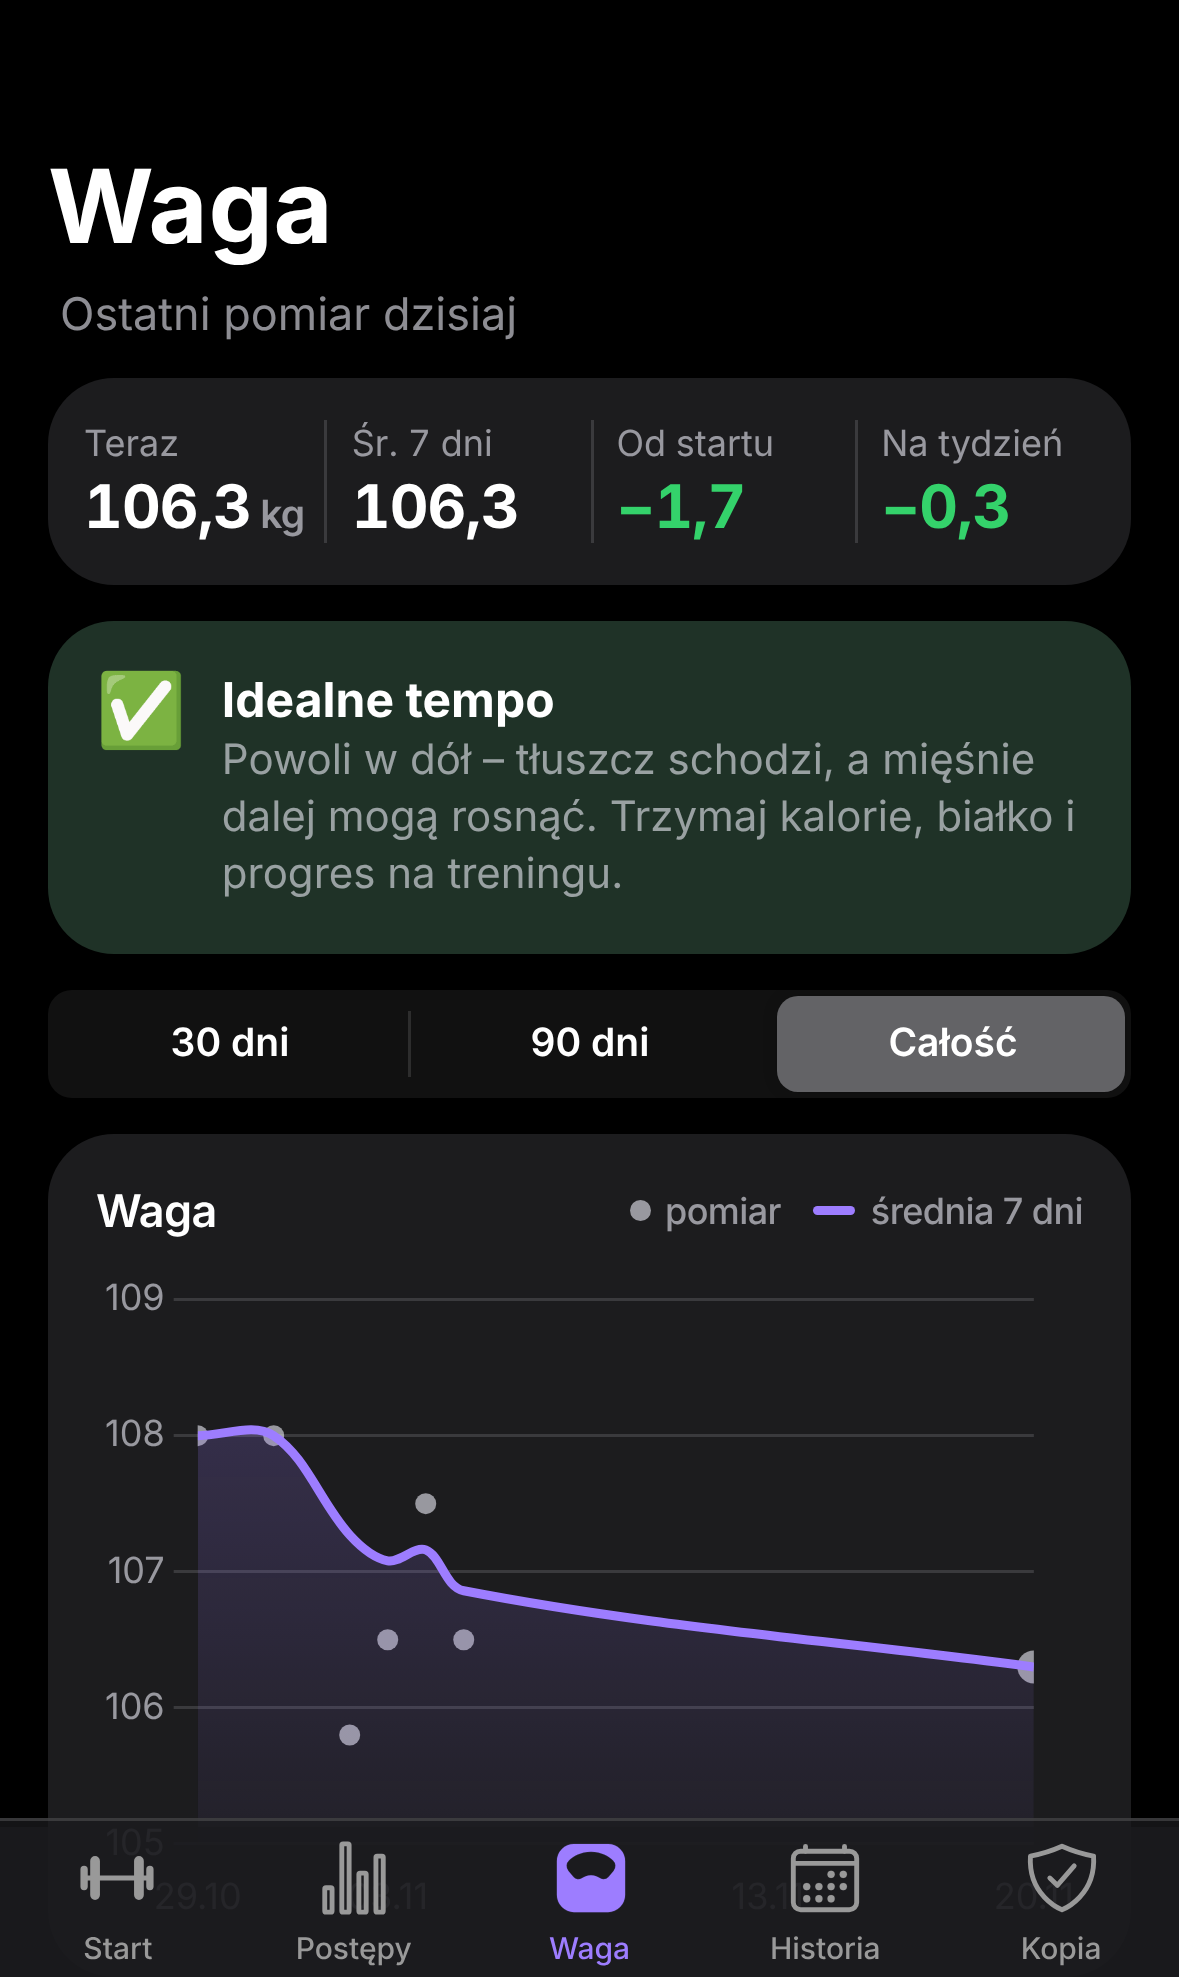 Waga
Ostatni pomiar dzisiaj
Teraz
106,3 kg
Śr. 7 dni
106,3
Od startu
−1,7
Na tydzień
−0,3
Idealne tempo
Powoli w dół – tłuszcz schodzi, a mięśnie
dalej mogą rosnąć. Trzymaj kalorie, białko i
progres na treningu.
30 dni
90 dni
Całość
Waga
pomiar
średnia 7 dni
109
108
107
106
105
29.10
Start
Postępy
Waga
Historia
Kopia